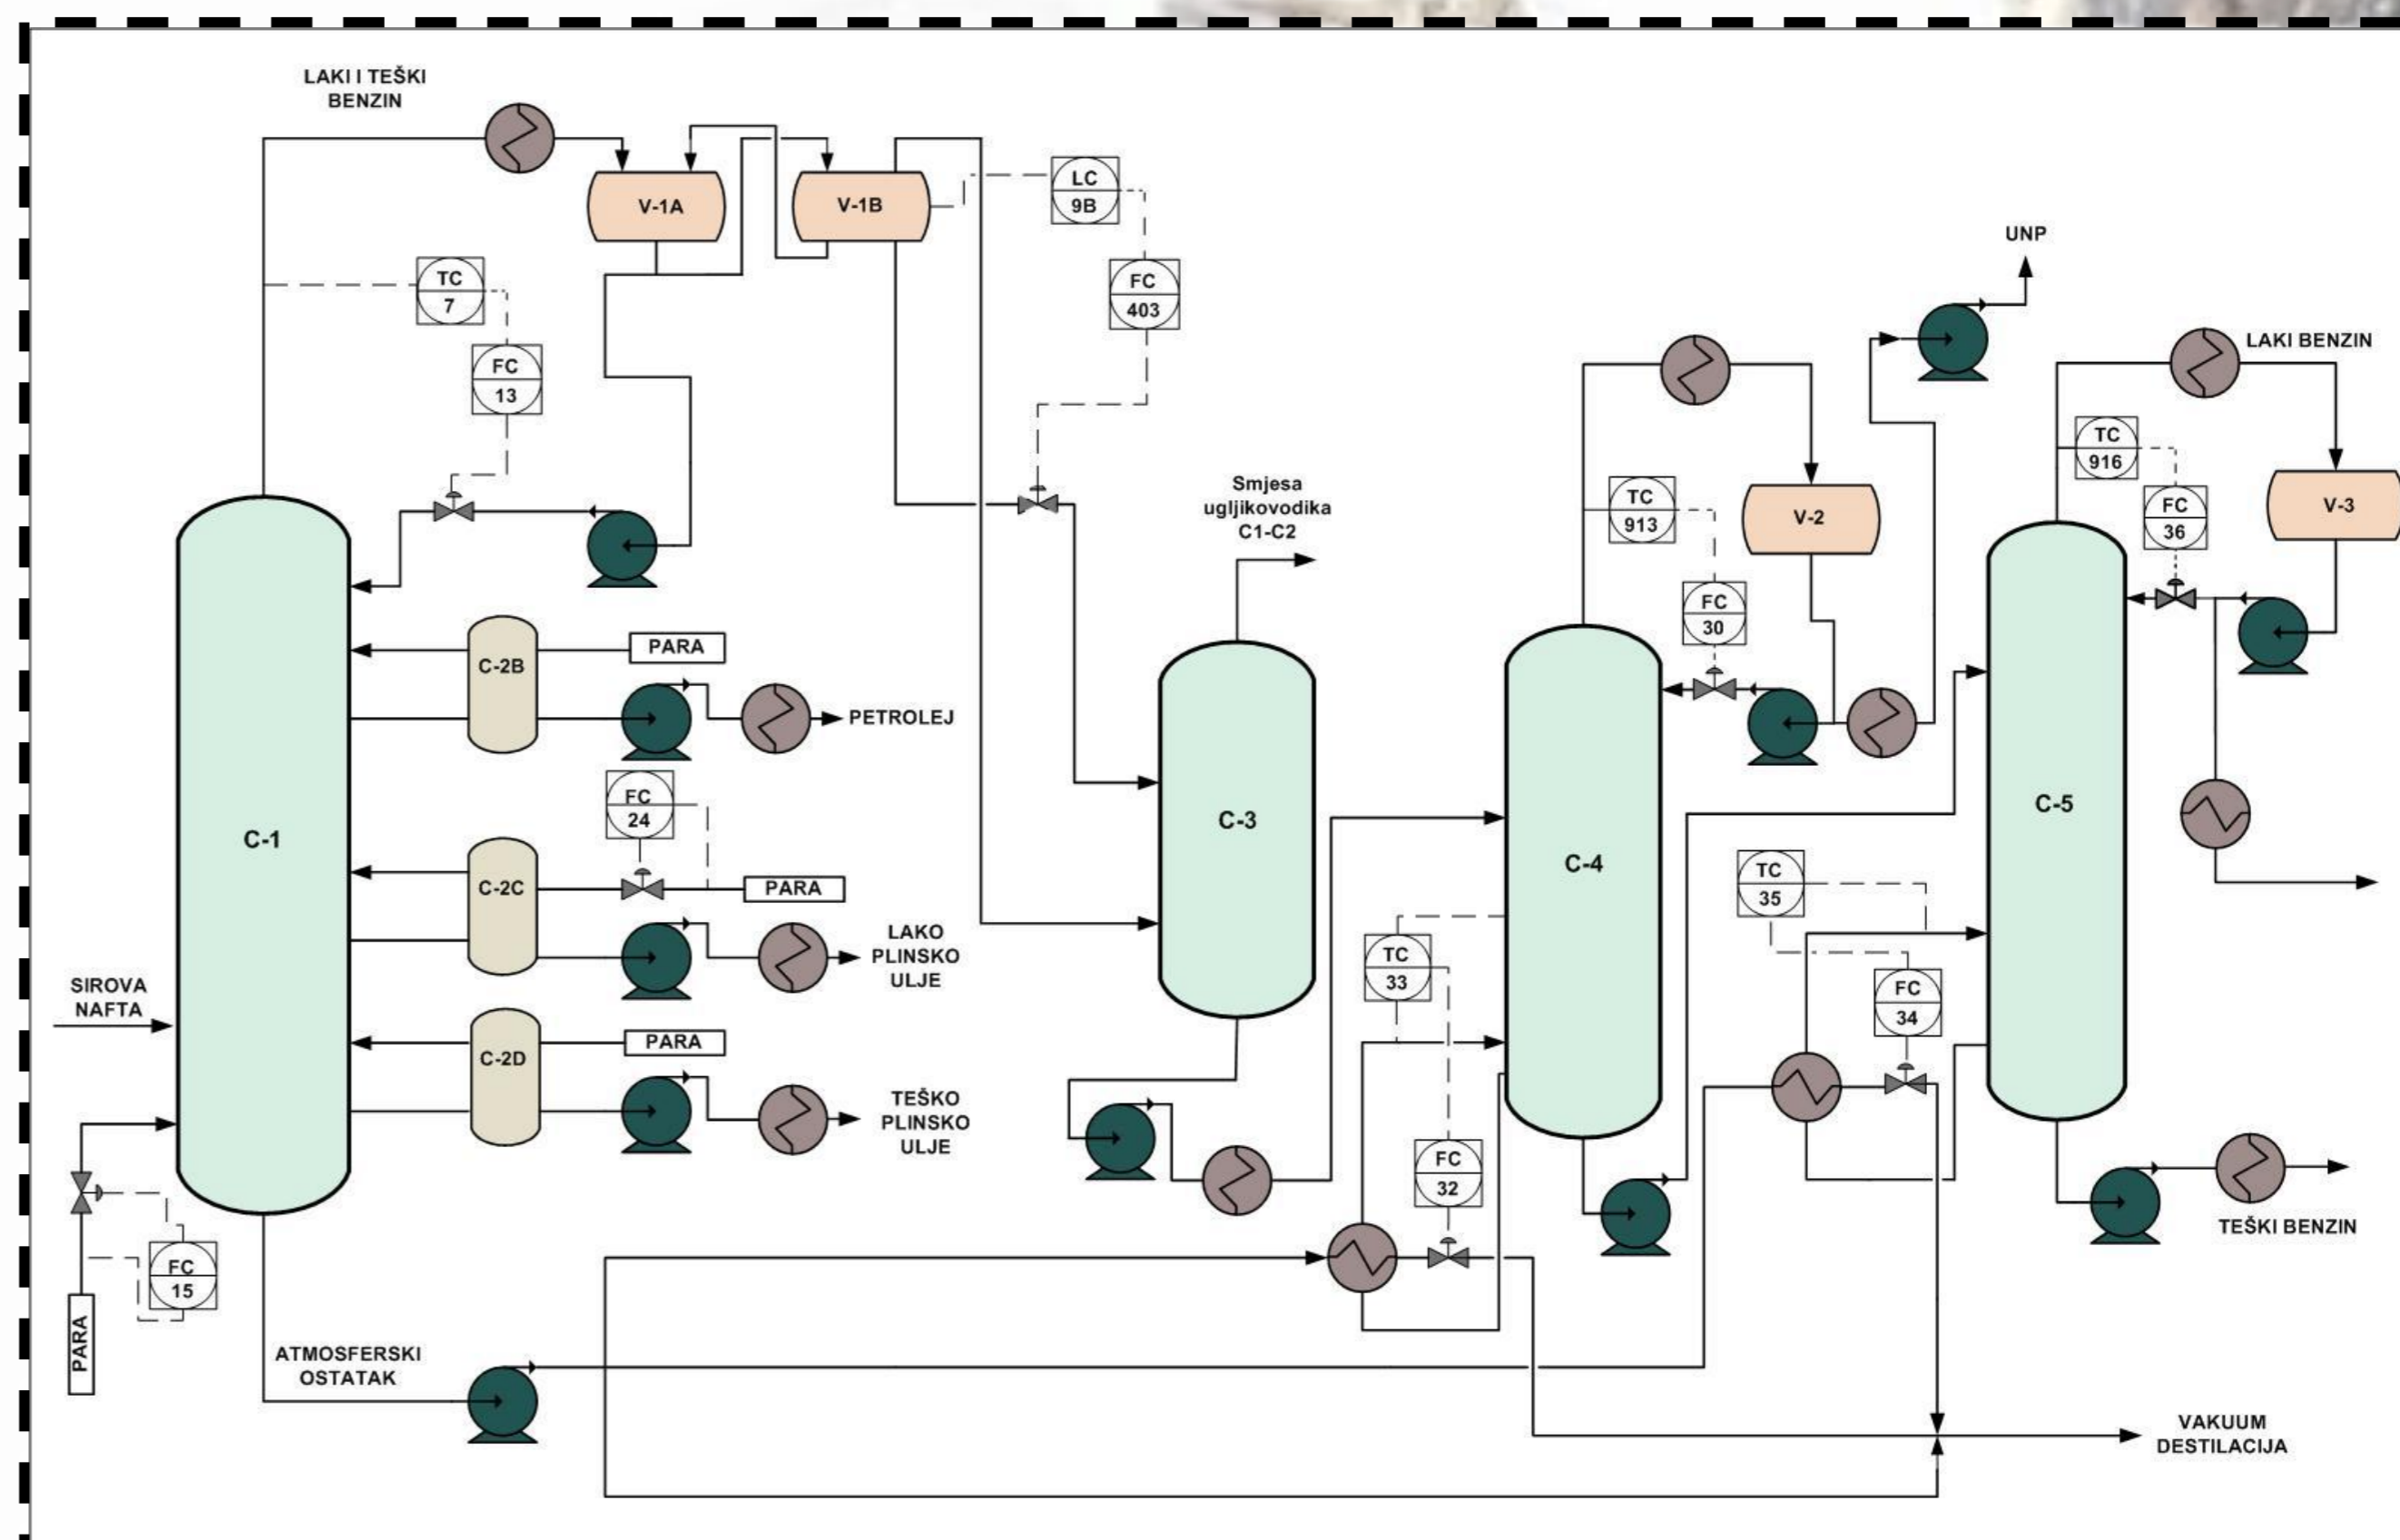 LAKI I TEŠKI
BENZIN
V-1A
V-1B
LC
9B
TC
7
FC
403
FC
13
UNP
LAKI BENZIN
TC
916
V-3
FC
36
Smjesa
ugljikovodika
C1-C2
TC
913
V-2
FC
30
C-2B
PARA
PETROLEJ
FC
24
C-1
C-2C
PARA
C-3
C-4
C-5
TC
35
LAKO
PLINSKO
ULJE
TC
33
SIROVA
NAFTA
FC
34
C-2D
PARA
TEŠKO
PLINSKO
ULJE
FC
32
TEŠKI BENZIN
FC
15
PARA
ATMOSFERSKI
OSTATAK
VAKUUM
DESTILACIJA